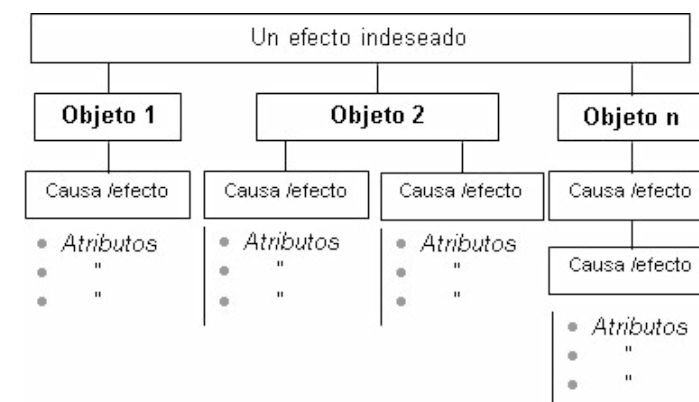 Un efecto indeseado
Objeto 1
Objeto 2
Objeto n
Causa /efecto
Causa /efecto
Causa /efecto
Causa /efecto
• Atributos
• "
• "
• Atributos
• "
• "
• Atributos
• "
• "
Causa /efecto
• Atributos
• "
• "